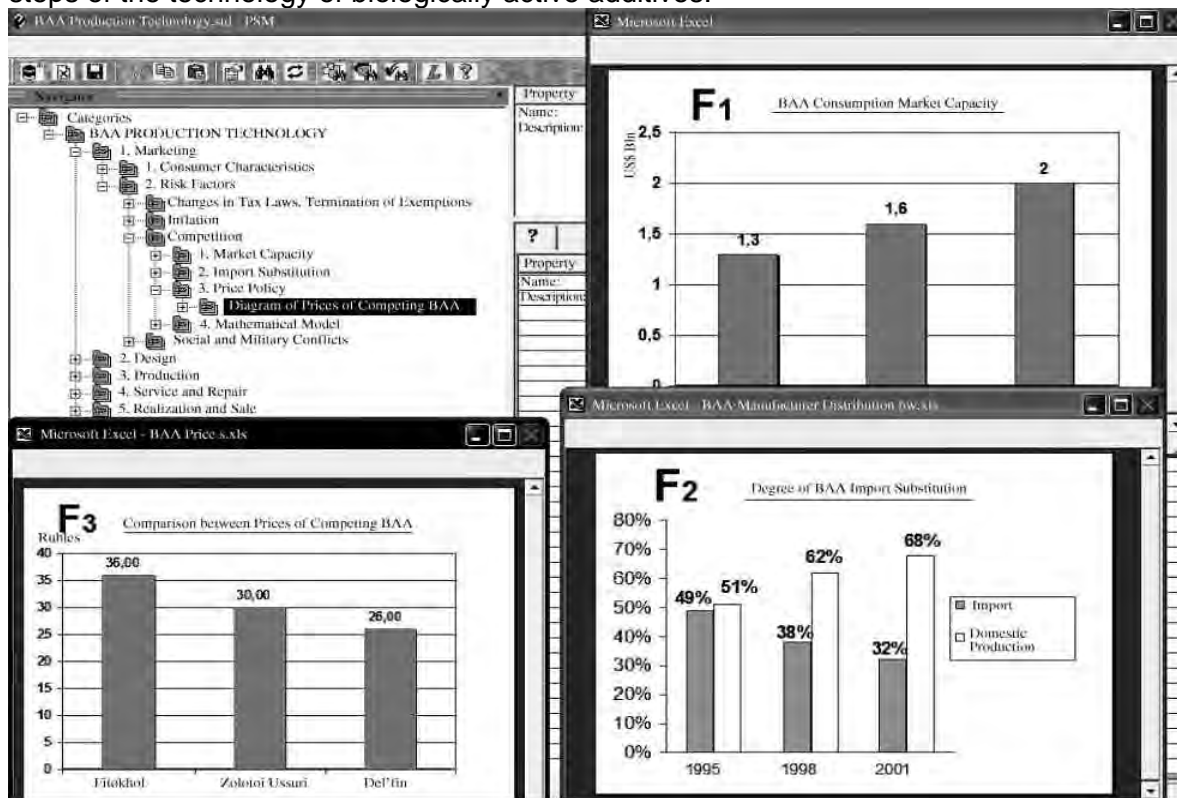 steps of the technology of biologically active additives.
BAA Production Technology.std PSM
Navigator
Categories
BAA PRODUCTION TECHNOLOGY
1. Marketing
1. Consumer Characteristics
2. Risk Factors
Changes in Tax Laws, Termination of Exemptions
Inflation
Competition
1. Market Capacity
2. Import Substitution
3. Price Policy
Diagram of Prices of Competing BAA
4. Mathematical Model
Social and Military Conflicts
2. Design
3. Production
4. Service and Repair
5. Realization and Sale
Property
Name:
Description:
?
Property
Name:
Description:
Microsoft Excel
F1
BAA Consumption Market Capacity
US$ Bln
2,5
2
1,5
1
0,5
0
1,3
1,6
2
Microsoft Excel - BAA Price s.xls
F3
Comparison between Prices of Competing BAA
Rubles
40
35
30
25
20
15
10
5
0
36,00
30,00
26,00
Fitokhol
Zolotoi Ussuri
Del'fin
Microsoft Excel - BAA Manufacturer Distribution
F2
Degree of BAA Import Substitution
80%
70%
60%
50%
40%
30%
20%
10%
0%
49%
51%
38%
62%
32%
68%
1995
1998
2001
Import
Domestic
Production